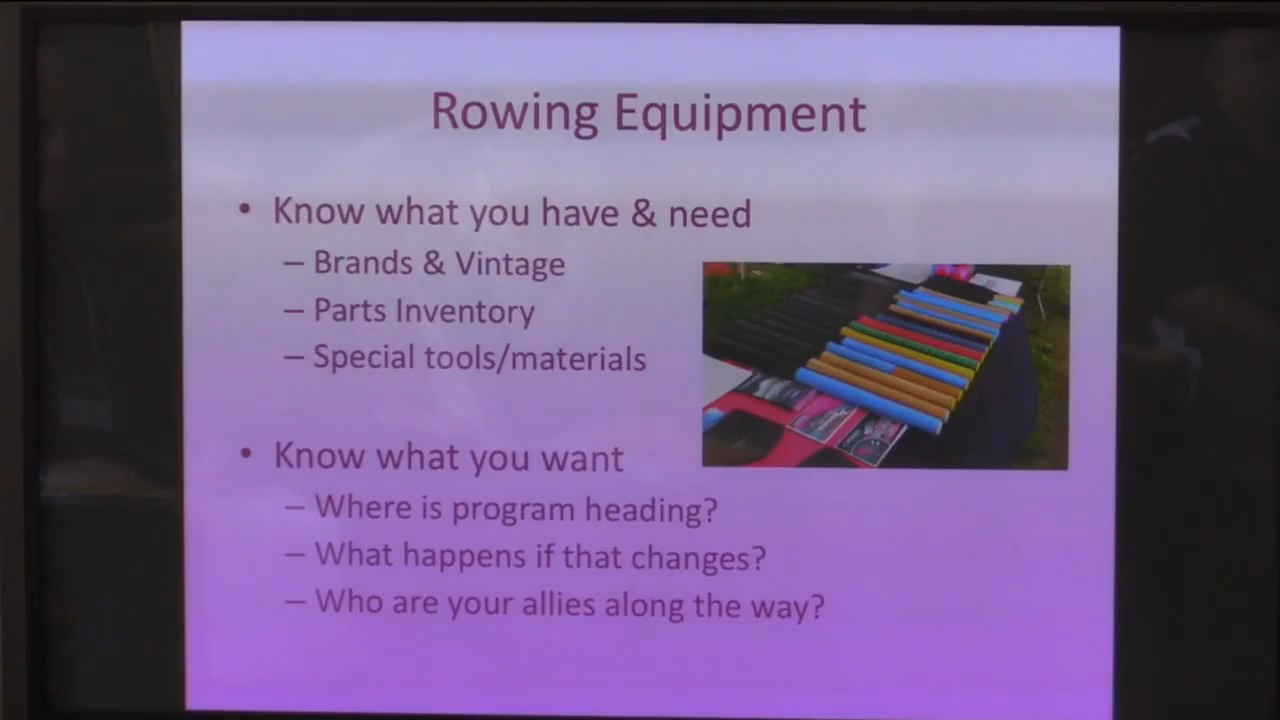 Rowing Equipment
• Know what you have & need
– Brands & Vintage
– Parts Inventory
– Special tools/materials
• Know what you want
– Where is program heading?
– What happens if that changes?
– Who are your allies along the way?